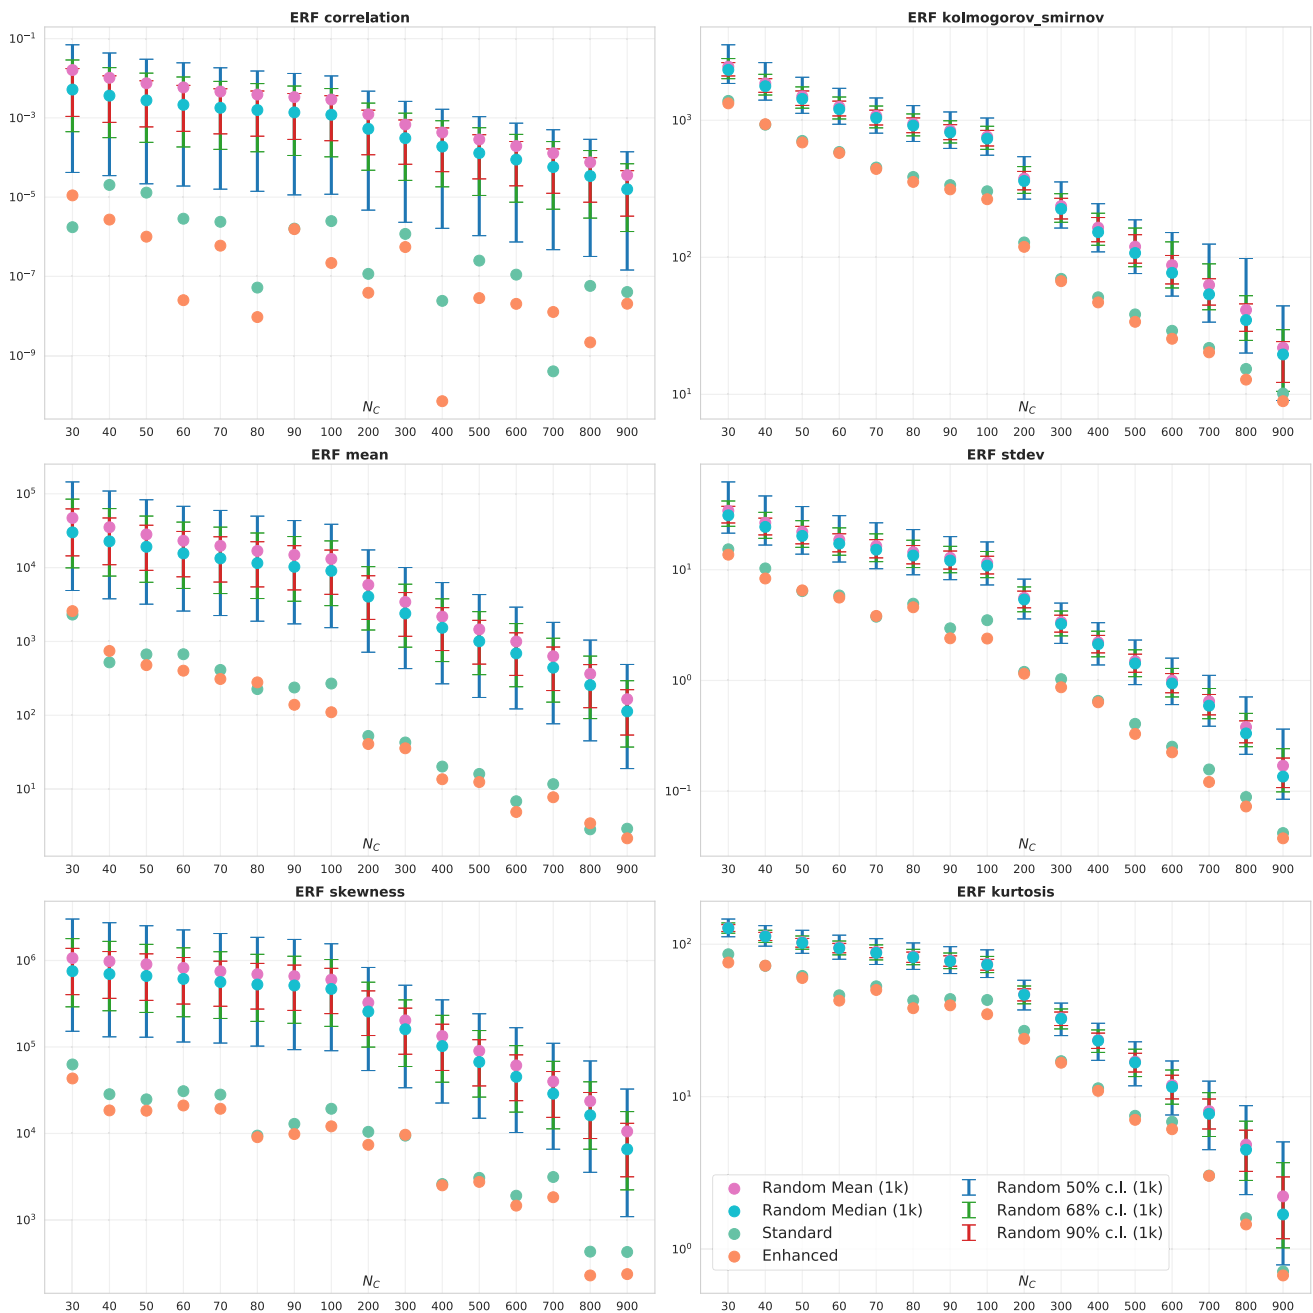 ERF correlation
10⁻¹
10⁻³
10⁻⁵
10⁻⁷
10⁻⁹
N_C
30 40 50 60 70 80 90 100 200 300 400 500 600 700 800 900
ERF kolmogorov_smirnov
10³
10²
10¹
N_C
30 40 50 60 70 80 90 100 200 300 400 500 600 700 800 900
ERF mean
10⁵
10⁴
10³
10²
10¹
N_C
30 40 50 60 70 80 90 100 200 300 400 500 600 700 800 900
ERF stdev
10¹
10⁰
10⁻¹
N_C
30 40 50 60 70 80 90 100 200 300 400 500 600 700 800 900
ERF skewness
10⁶
10⁵
10⁴
10³
N_C
30 40 50 60 70 80 90 100 200 300 400 500 600 700 800 900
ERF kurtosis
10²
10¹
10⁰
Random Mean (1k)
Random Median (1k)
Standard
Enhanced
Random 50% c.l. (1k)
Random 68% c.l. (1k)
Random 90% c.l. (1k)
N_C
30 40 50 60 70 80 90 100 200 300 400 500 600 700 800 900